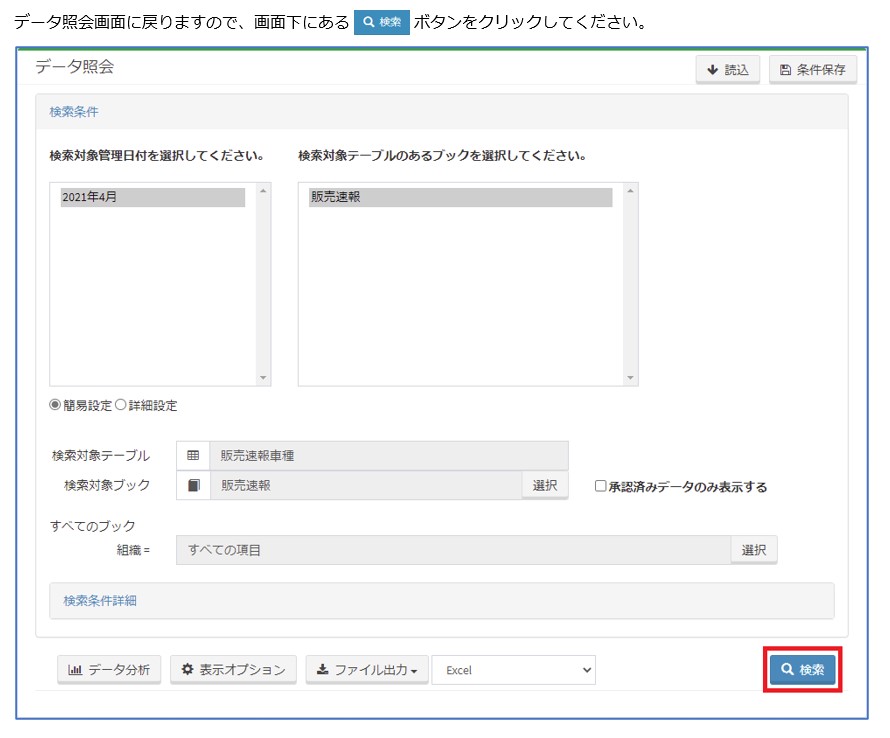 データ照会画面に戻りますので、画面下にある 検索 ボタンをクリックしてください。
データ照会 読込 条件保存
検索条件
検索対象管理日付を選択してください。 検索対象テーブルのあるブックを選択してください。
2021年4月 販売速報
簡易設定 詳細設定
検索対象テーブル 販売速報車種
検索対象ブック 販売速報 選択 承認済みデータのみ表示する
すべてのブック
組織 = すべての項目 選択
検索条件詳細
データ分析 表示オプション ファイル出力 Excel 検索